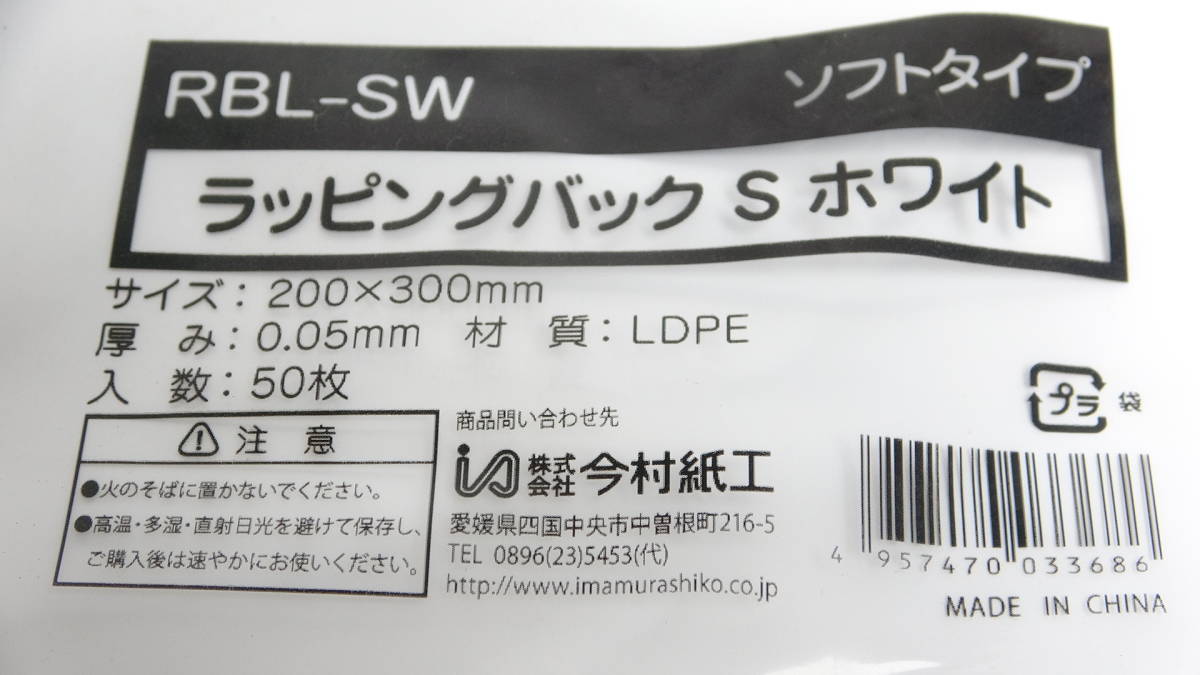 RBL-SW ソフトタイプ
ラッピングバック S ホワイト
サイズ：200×300mm
厚　み：0.05mm　材　質：LDPE
入　数：50枚
注　意
●火のそばに置かないでください。
●高温・多湿・直射日光を避けて保存し、
ご購入後は速やかにお使いください。
商品問い合わせ先
株式会社 今村紙工
愛媛県四国中央市中曽根町216-5
TEL 0896(23)5453(代)
http://www.imamurashiko.co.jp
プラ 袋
4 957470 033686
MADE IN CHINA